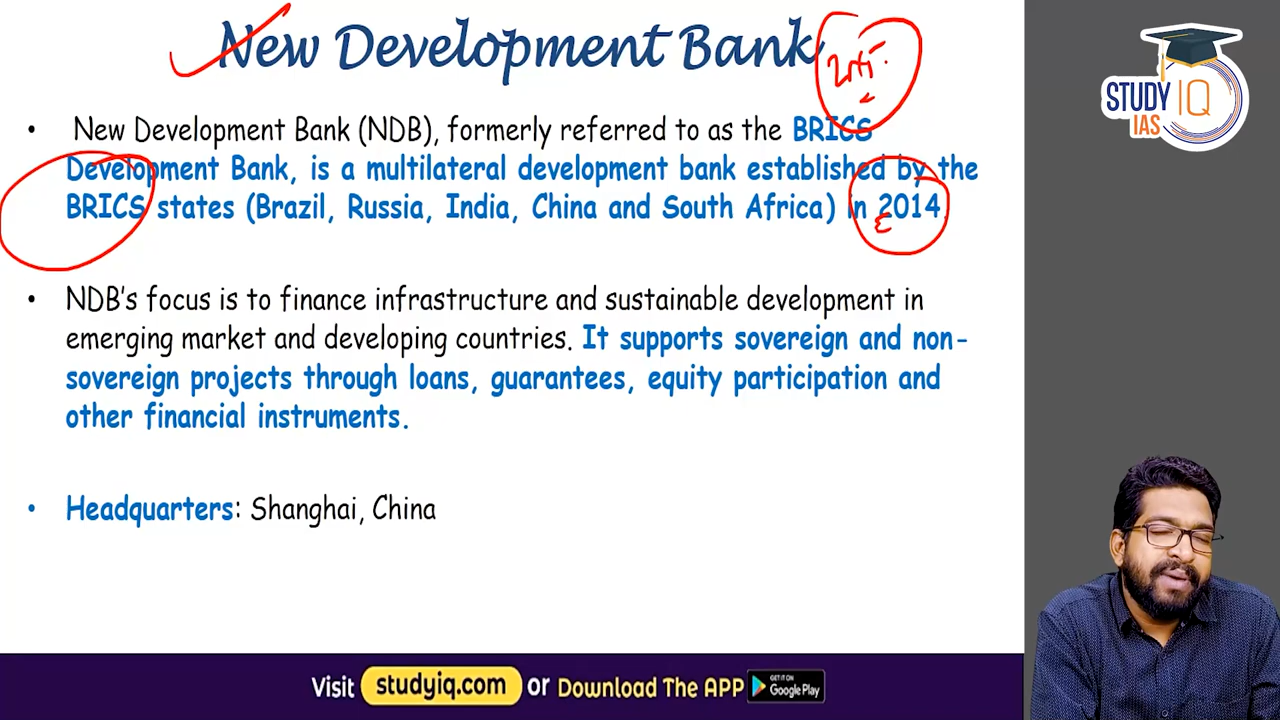 New Development Bank
STUDY IQ
IAS
• New Development Bank (NDB), formerly referred to as the BRICS
Development Bank, is a multilateral development bank established by the
BRICS states (Brazil, Russia, India, China and South Africa) in 2014.
• NDB's focus is to finance infrastructure and sustainable development in
emerging market and developing countries. It supports sovereign and non-
sovereign projects through loans, guarantees, equity participation and
other financial instruments.
• Headquarters: Shanghai, China
Visit studyiq.com or Download The APP GET IT ON Google Play